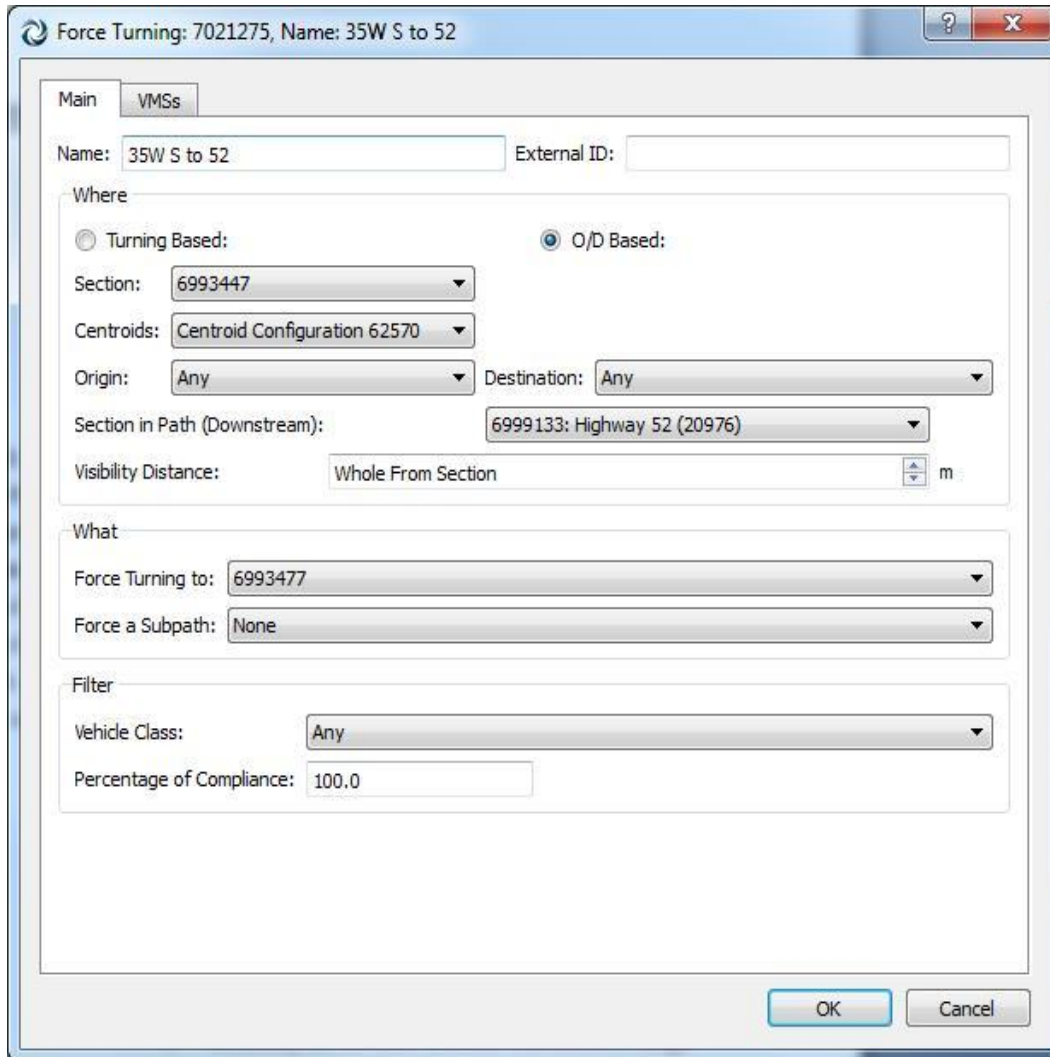 Force Turning: 7021275, Name: 35W S to 52
?
X
Main VMSs
Name: 35W S to 52 External ID:
Where
Turning Based: O/D Based:
Section: 6993447
Centroids: Centroid Configuration 62570
Origin: Any Destination: Any
Section in Path (Downstream): 6999133: Highway 52 (20976)
Visibility Distance: Whole From Section m
What
Force Turning to: 6993477
Force a Subpath: None
Filter
Vehicle Class: Any
Percentage of Compliance: 100.0
OK Cancel